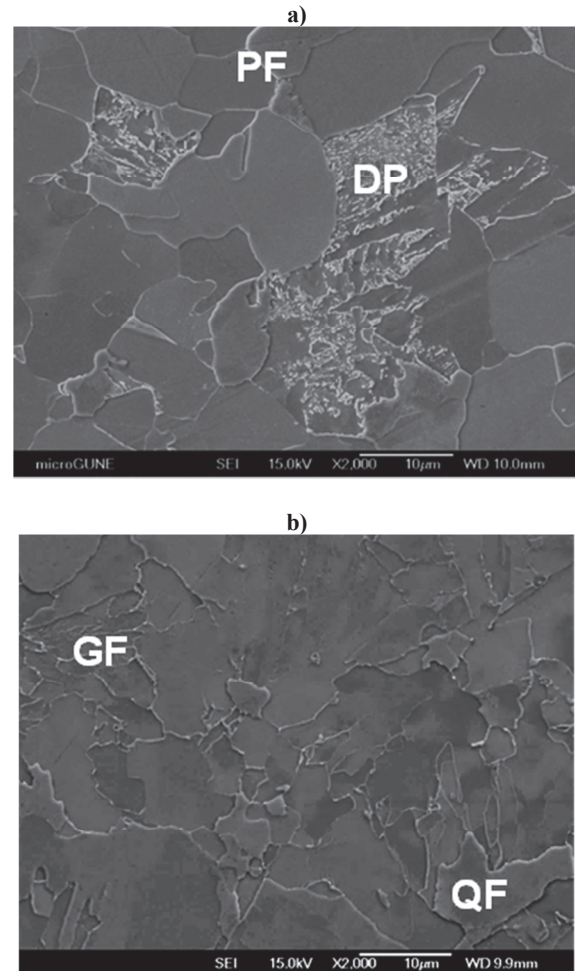 a)
PF
DP
microGUNE SEI 15.0kV X2,000 10µm WD 10.0mm
b)
GF
QF
SEI 15.0kV X2,000 10µm WD 9.9mm